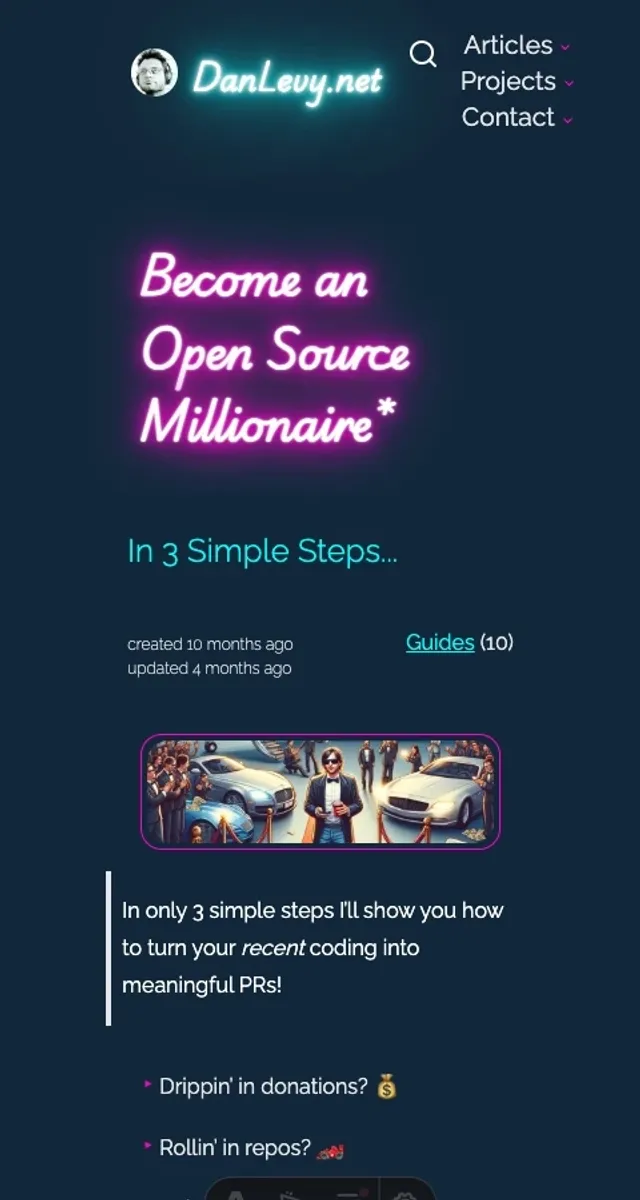 DanLevy.net
Articles
Projects
Contact
Become an
Open Source
Millionaire*
In 3 Simple Steps...
created 10 months ago
updated 4 months ago
Guides (10)
In only 3 simple steps I'll show you how
to turn your recent coding into
meaningful PRs!
Drippin' in donations? 💰
Rollin' in repos? 🏎️